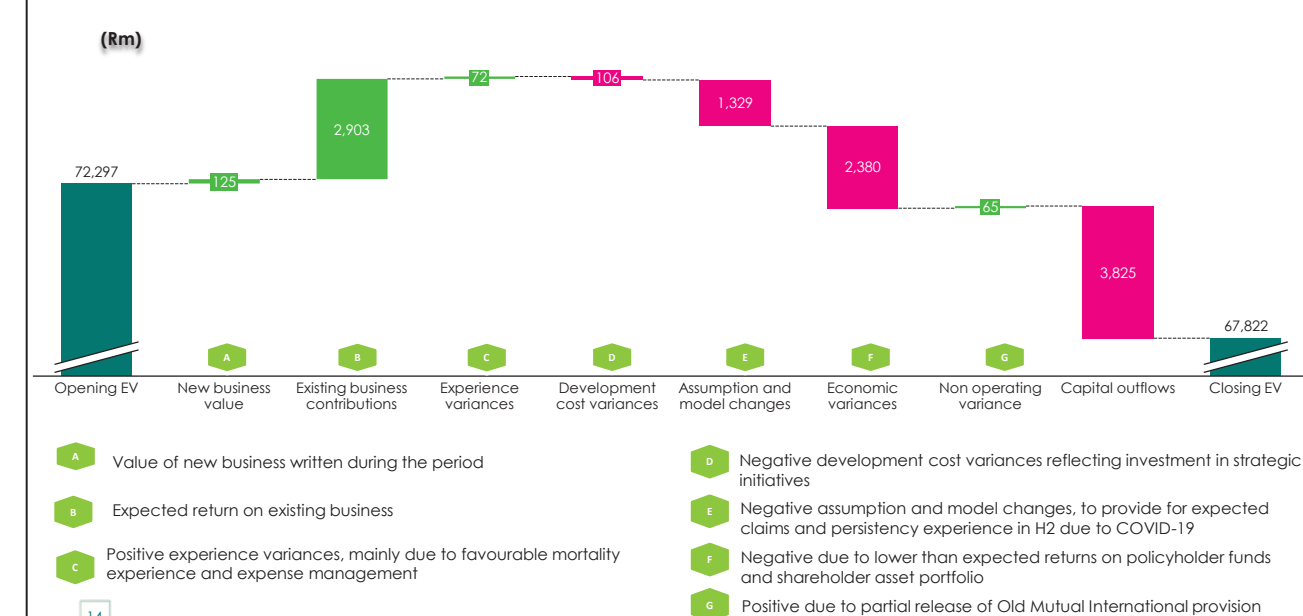 (Rm)
72,297
125
2,903
72
106
1,329
2,380
65
3,825
67,822
A
B
C
D
E
F
G
Opening EV
New business
value
Existing business
contributions
Experience
variances
Development
cost variances
Assumption and
model changes
Economic
variances
Non operating
variance
Capital outflows
Closing EV
A
Value of new business written during the period
B
Expected return on existing business
C
Positive experience variances, mainly due to favourable mortality
experience and expense management
D
Negative development cost variances reflecting investment in strategic
initiatives
E
Negative assumption and model changes, to provide for expected
claims and persistency experience in H2 due to COVID-19
F
Negative due to lower than expected returns on policyholder funds
and shareholder asset portfolio
G
Positive due to partial release of Old Mutual International provision
14